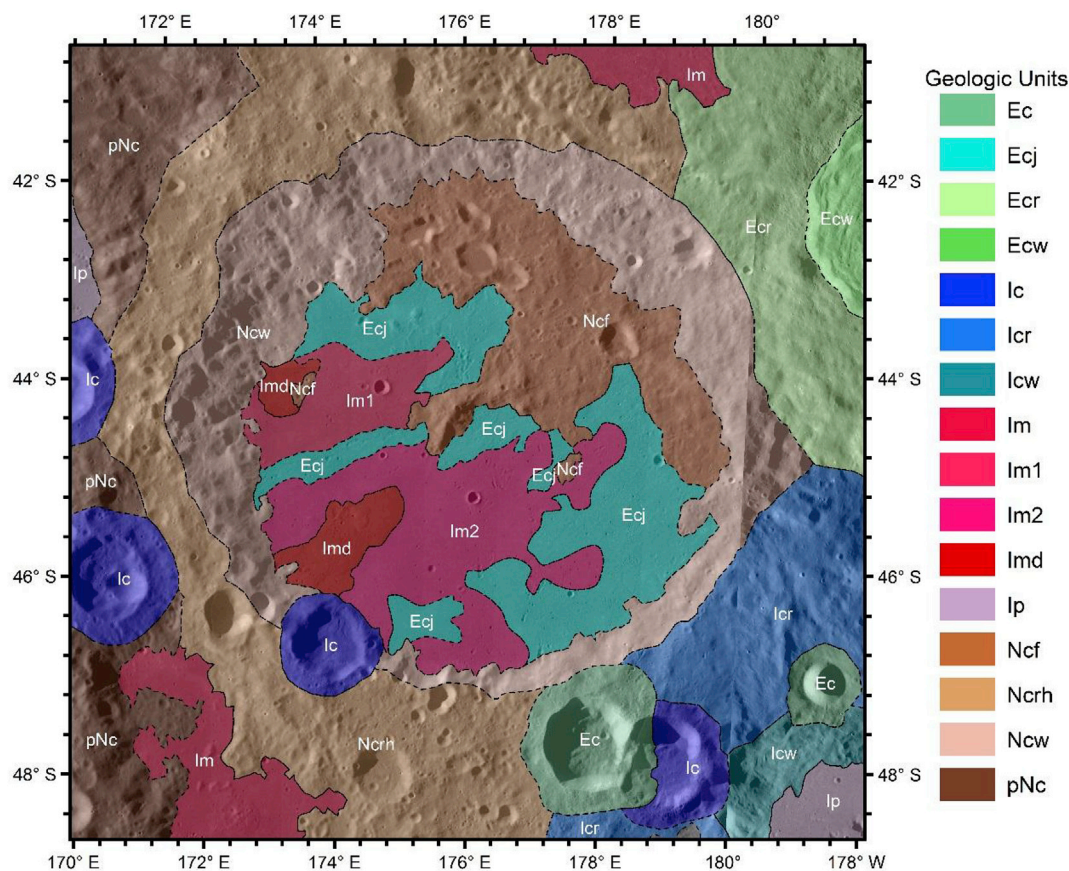 172° E 174° E 176° E 178° E 180°
Geologic Units
Im
Ec
pNc
Ecj
42° S 42° S
Ecr
Ecr
Ecw
Ecw
Ip
Ic
Ncw
Ecj
Ncf
Icr
44° S 44° S
Ic
Imd
Ncf
Im1
Icw
Ecj
Im
Ecj
Ecj
Ncf
pNc
Im1
Ecj
Im2
Im2
Imd
Imd
46° S 46° S
Ic
Ip
Icr
Ecj
Ic
Ncf
Ec
Ncrh
pNc
Ncrh
Ec
Ncw
Im
Icw
Ic
48° S 48° S
pNc
Ip
Icr
170° E 172° E 174° E 176° E 178° E 180° 178° W